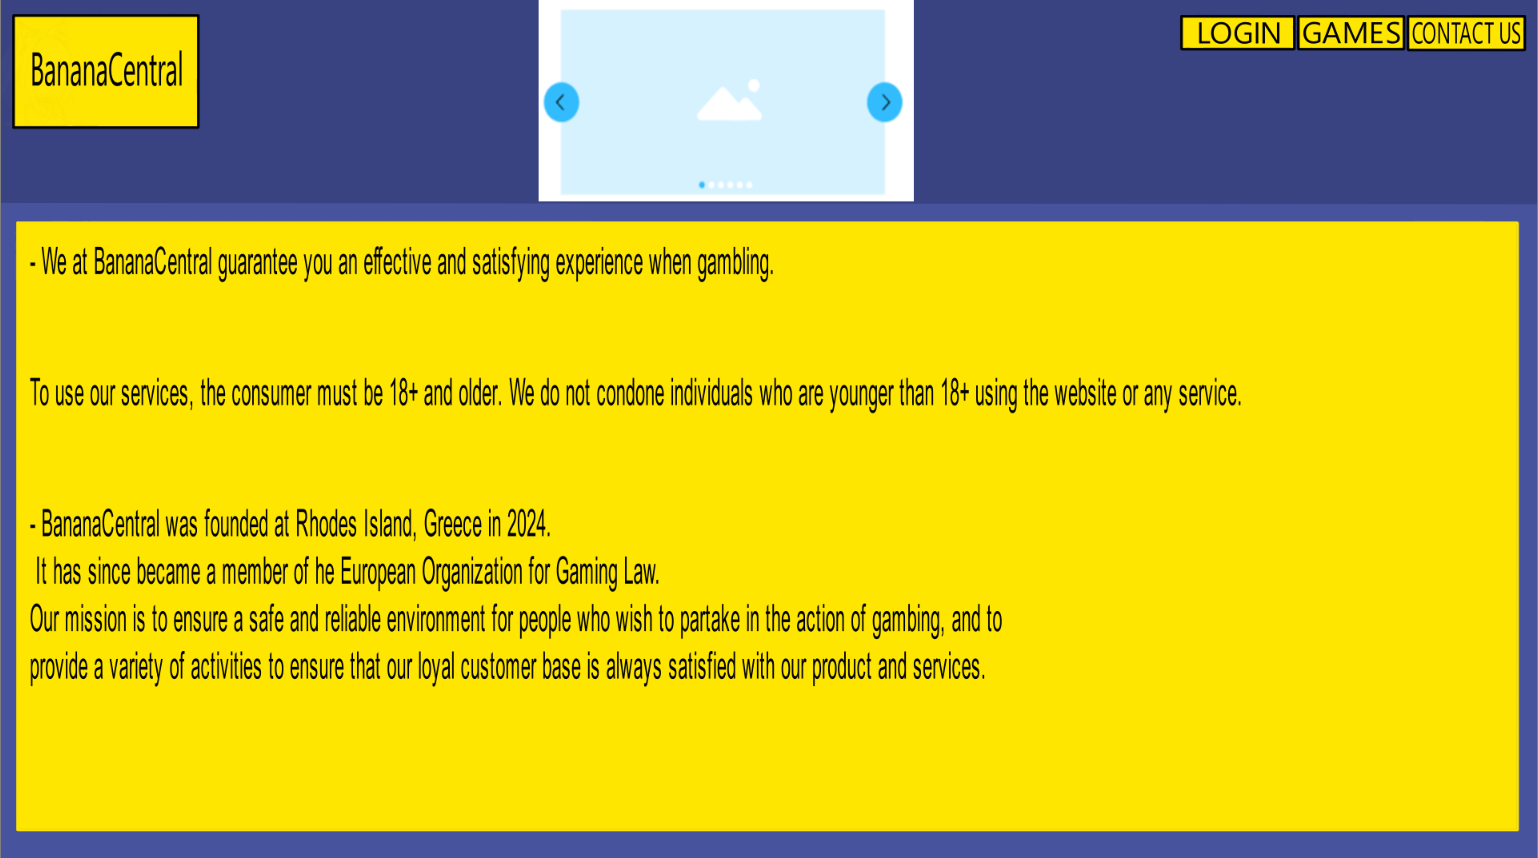 BananaCentral
LOGIN GAMES CONTACT US
- We at BananaCentral guarantee you an effective and satisfying experience when gambling.
To use our services, the consumer must be 18+ and older. We do not condone individuals who are younger than 18+ using the website or any service.
- BananaCentral was founded at Rhodes Island, Greece in 2024.
It has since became a member of he European Organization for Gaming Law.
Our mission is to ensure a safe and reliable environment for people who wish to partake in the action of gambing, and to
provide a variety of activities to ensure that our loyal customer base is always satisfied with our product and services.